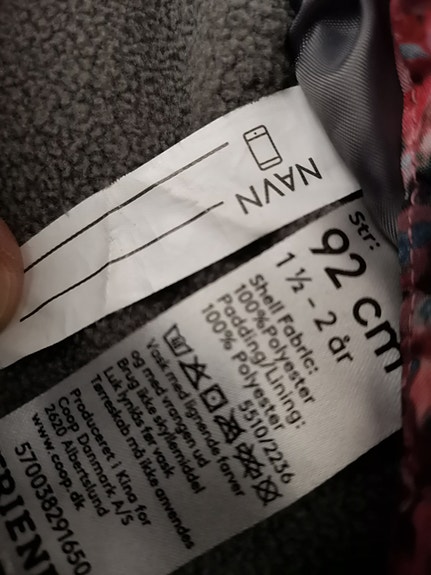 NAVN
Str:
92 cm
1 ½ - 2 år
Shell Fabric:
100%Polyester
Padding/Lining:
100% Polyester
5510/2236
Vask med lignende farver
og med vrangen ud
Brug ikke skyllemiddel
Luk lynlås før vask
Tørreskab må ikke anvendes
Produceret i Kina for
Coop Danmark A/S
2620 Albertslund
www.coop.dk
570038291650